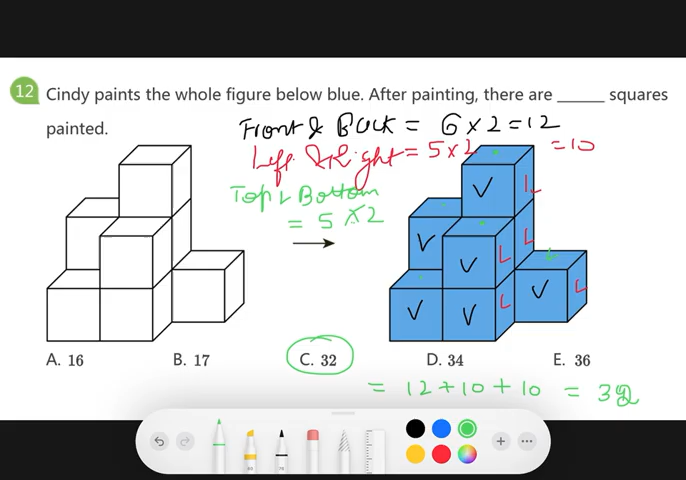 12 Cindy paints the whole figure below blue. After painting, there are ______ squares
painted.
Front & Back = 6 × 2 = 12
Left & Right = 5 × 2 = 10
Top & Bottom
= 5 × 2
V L
V V L L
V V L V L
A. 16 B. 17 C. 32 D. 34 E. 36
= 12 + 10 + 10 = 32